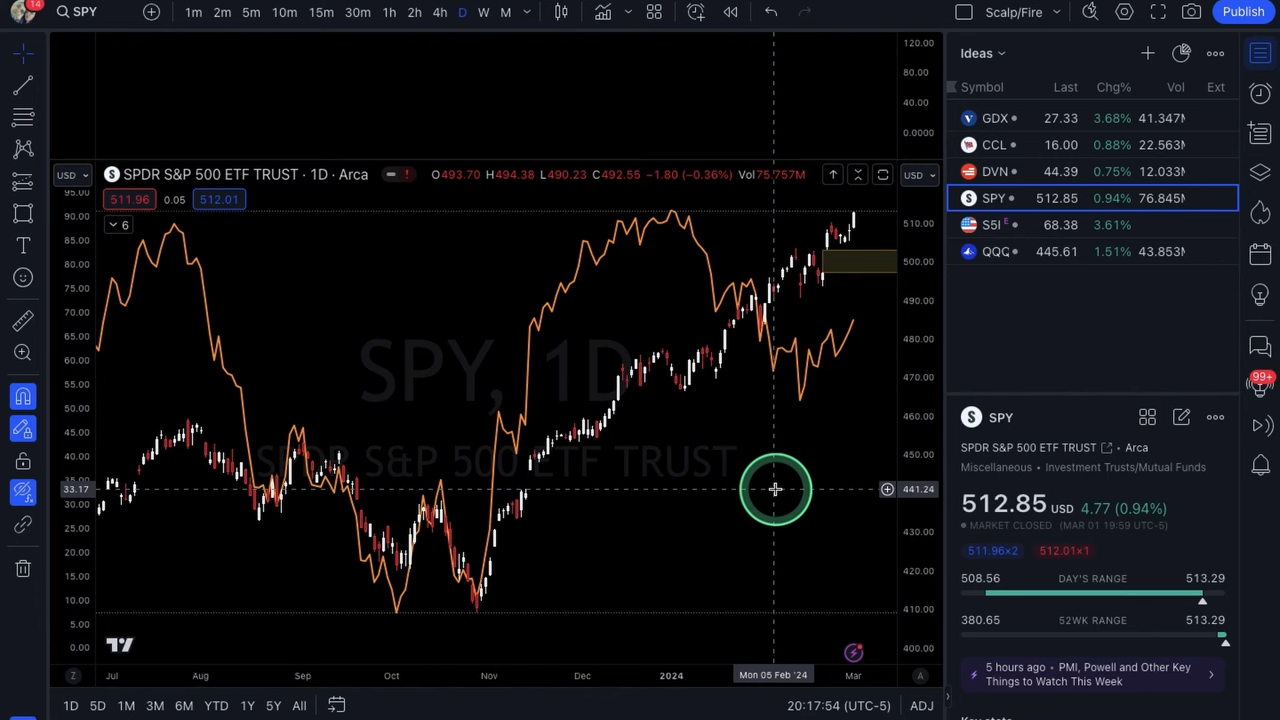 14
SPY
1m 2m 5m 10m 15m 30m 1h 2h 4h D W M
Scalp/Fire
Publish
Ideas
Symbol Last Chg% Vol Ext
GDX 27.33 3.68% 41.347M
CCL 16.00 0.88% 22.563M
DVN 44.39 0.75% 12.033M
SPY 512.85 0.94% 76.845M
S5I E 68.38 3.61%
QQQ 445.61 1.51% 43.853M
120.00
80.00
40.00
0.0000
USD
SPDR S&P 500 ETF TRUST · 1D · Arca
O493.70 H494.38 L490.23 C492.55 −1.80 (−0.36%) Vol75.757M
USD
511.96 0.05 512.01
6
95.00
90.00
85.00
80.00
75.00
70.00
65.00
60.00
55.00
50.00
45.00
40.00
33.17
30.00
25.00
20.00
15.00
10.00
5.00
0.00
SPY, 1D
SPDR S&P 500 ETF TRUST
510.00
500.00
490.00
480.00
470.00
460.00
450.00
441.24
430.00
420.00
410.00
400.00
Z
Jul Aug Sep Oct Nov Dec 2024 Mon 05 Feb '24 Mar
A
1D 5D 1M 3M 6M YTD 1Y 5Y All
20:17:54 (UTC-5) ADJ
SPY
SPDR S&P 500 ETF TRUST · Arca
Miscellaneous • Investment Trusts/Mutual Funds
512.85 USD 4.77 (0.94%)
MARKET CLOSED (MAR 01 19:59 UTC-5)
511.96×2 512.01×1
508.56 DAY'S RANGE 513.29
380.65 52WK RANGE 513.29
5 hours ago • PMI, Powell and Other Key
Things to Watch This Week
99+